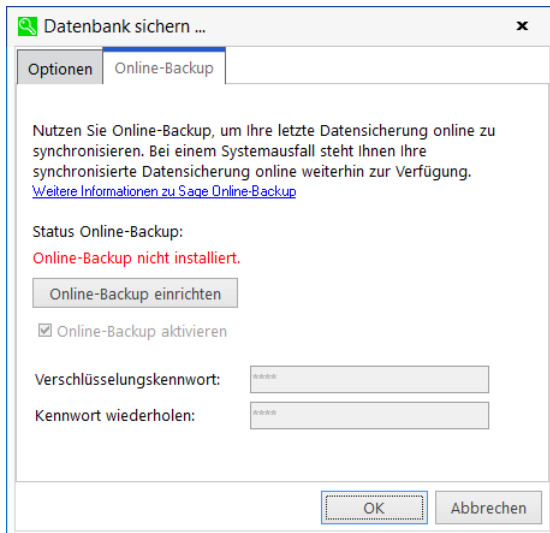 Datenbank sichern ...
Optionen
Online-Backup
Nutzen Sie Online-Backup, um Ihre letzte Datensicherung online zu
synchronisieren. Bei einem Systemausfall steht Ihnen Ihre
synchronisierte Datensicherung online weiterhin zur Verfügung.
Weitere Informationen zu Sage Online-Backup
Status Online-Backup:
Online-Backup nicht installiert.
Online-Backup einrichten
Online-Backup aktivieren
Verschlüsselungskennwort: ****
Kennwort wiederholen: ****
OK Abbrechen